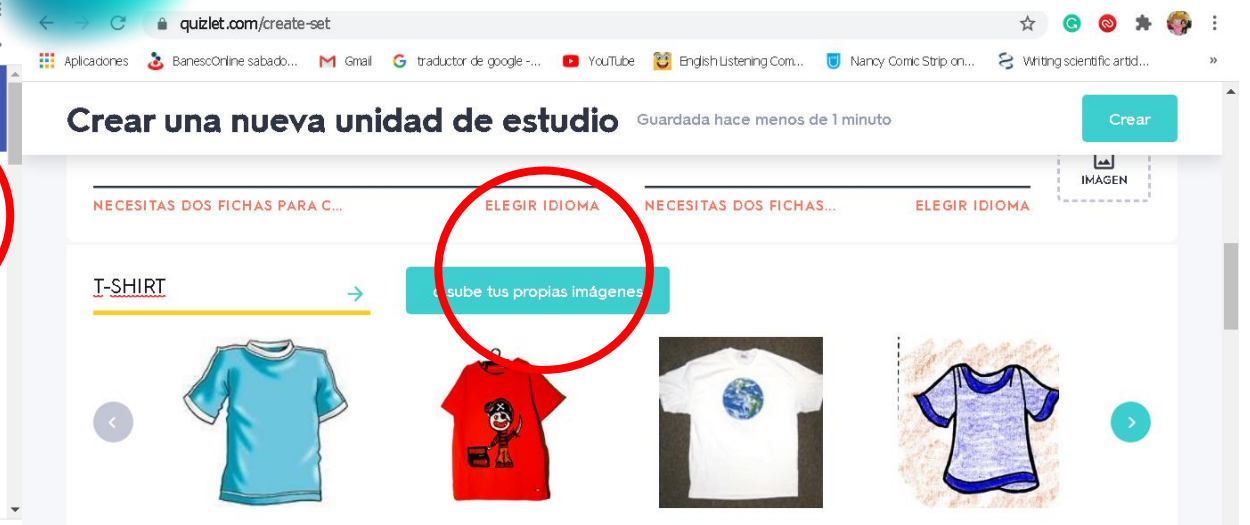 quizlet.com/create-set
Aplicaciones BanescOnline sabado... Gmail traductor de google -... YouTube English Listening Com... Nancy Comic Strip on... Writing scientific artid... »
Crear una nueva unidad de estudio Guardada hace menos de 1 minuto Crear
IMAGEN
NECESITAS DOS FICHAS PARA C... ELEGIR IDIOMA NECESITAS DOS FICHAS... ELEGIR IDIOMA
T-SHIRT o sube tus propias imágenes